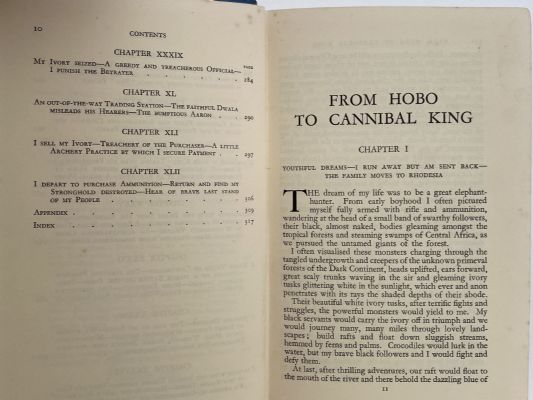 10 CONTENTS
CHAPTER XXXIX
PAGE
My Ivory seized—A greedy and treacherous Official—
I punish the Betrayer . . . . . 284
CHAPTER XL
An out-of-the-way Trading Station—The faithful Dwala
misleads his Hearers—The bumptious Aaron . . 290
CHAPTER XLI
I sell my Ivory—Treachery of the Purchaser—A little
Archery Practice by which I secure Payment . . 297
CHAPTER XLII
I depart to purchase Ammunition—Return and find my
Stronghold destroyed—Hear of brave last stand
of my People . . . . . . 306
Appendix . . . . . . . . 309
Index . . . . . . . . 317
FROM HOBO
TO CANNIBAL KING
CHAPTER I
YOUTHFUL DREAMS—I RUN AWAY BUT AM SENT BACK—
THE FAMILY MOVES TO RHODESIA
THE dream of my life was to be a great elephant-
hunter. From early boyhood I often pictured
myself fully armed with rifle and ammunition,
wandering at the head of a small band of swarthy followers,
their black, almost naked, bodies gleaming amongst the
tropical forests and steaming swamps of Central Africa, as
we pursued the untamed giants of the forest.
I often visualised these monsters charging through the
tangled undergrowth and creepers of the unknown primeval
forests of the Dark Continent, heads uplifted, ears forward,
great scaly trunks waving in the air and gleaming ivory
tusks glittering white in the sunlight, which ever and anon
penetrates with its rays the shaded depths of their abode.
Their beautiful white ivory tusks, after terrific fights and
struggles, the powerful monsters would yield to me. My
black servants would carry the ivory off in triumph and we
would journey many, many miles through lovely land-
scapes; build rafts and float down sluggish streams,
hemmed by ferns and palms. Crocodiles would lurk in the
water, but my brave black followers and I would fight and
defy them.
At last, after thrilling adventures, our raft would float to
the mouth of the river and there behold the dazzling blue of
11